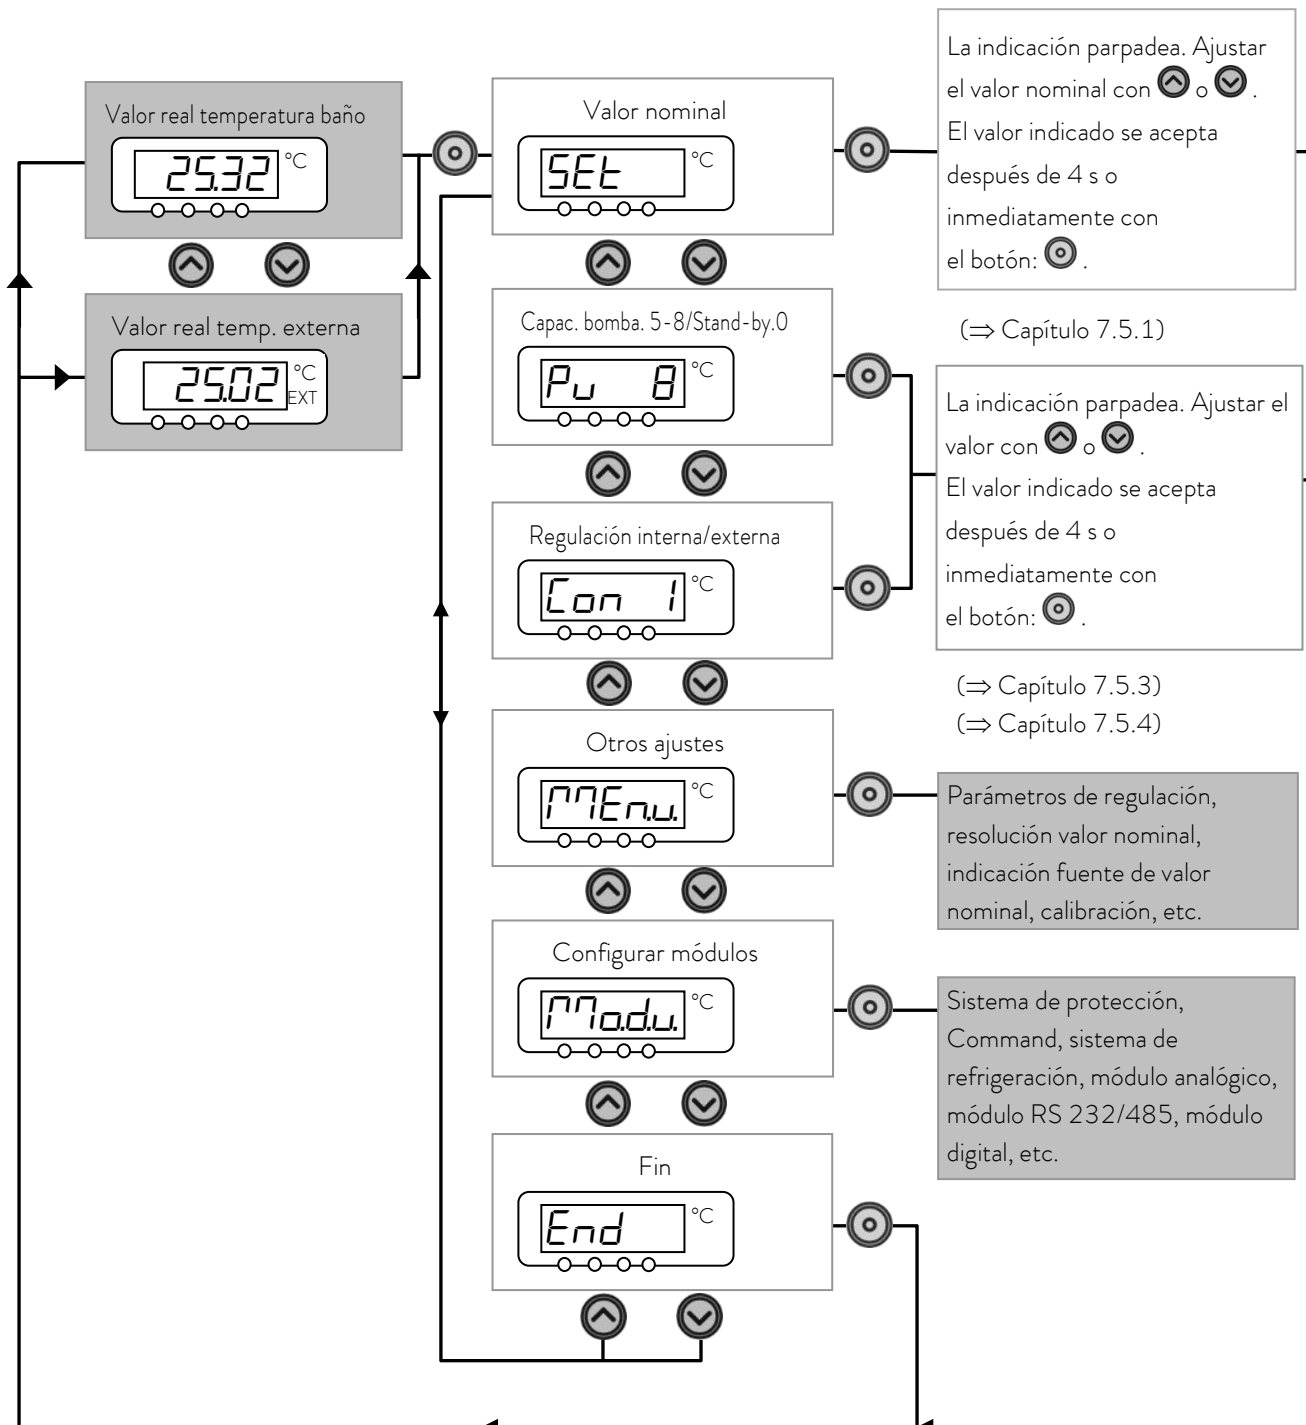 Valor real temperatura baño
25.32 °C
Valor real temp. externa
25.02 °C
EXT
Valor nominal
SEt °C
Capac. bomba. 5-8/Stand-by.0
Pu 8 °C
Regulación interna/externa
Con 1 °C
Otros ajustes
MEn.u. °C
Configurar módulos
Mo.d.u. °C
Fin
End °C
La indicación parpadea. Ajustar
el valor nominal con o .
El valor indicado se acepta
después de 4 s o
inmediatamente con
el botón: .
(⇒ Capítulo 7.5.1)
La indicación parpadea. Ajustar el
valor con o .
El valor indicado se acepta
después de 4 s o
inmediatamente con
el botón: .
(⇒ Capítulo 7.5.3)
(⇒ Capítulo 7.5.4)
Parámetros de regulación,
resolución valor nominal,
indicación fuente de valor
nominal, calibración, etc.
Sistema de protección,
Command, sistema de
refrigeración, módulo analógico,
módulo RS 232/485, módulo
digital, etc.